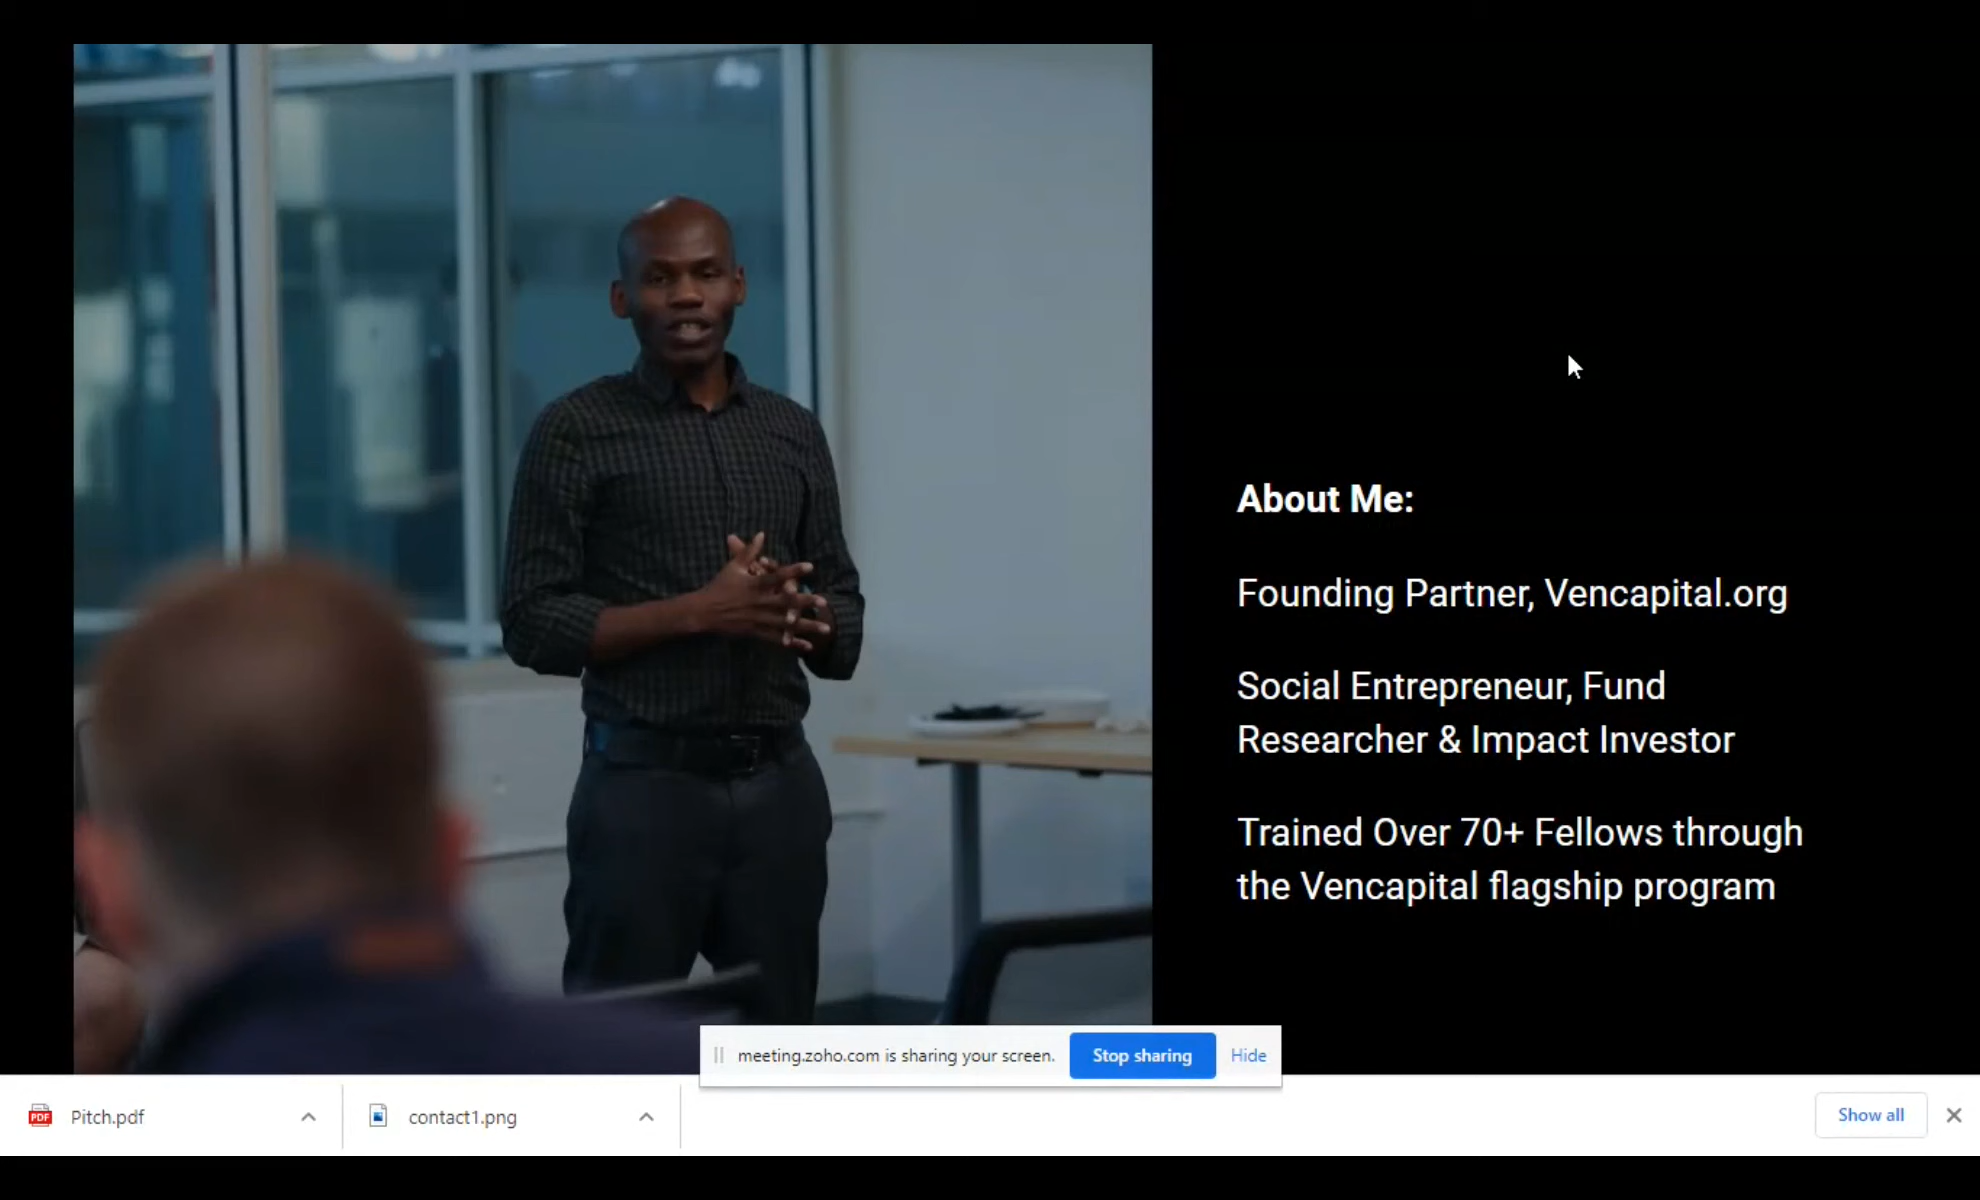 About Me:
Founding Partner, Vencapital.org
Social Entrepreneur, Fund
Researcher & Impact Investor
Trained Over 70+ Fellows through
the Vencapital flagship program
meeting.zoho.com is sharing your screen. Stop sharing Hide
PDF Pitch.pdf contact1.png Show all